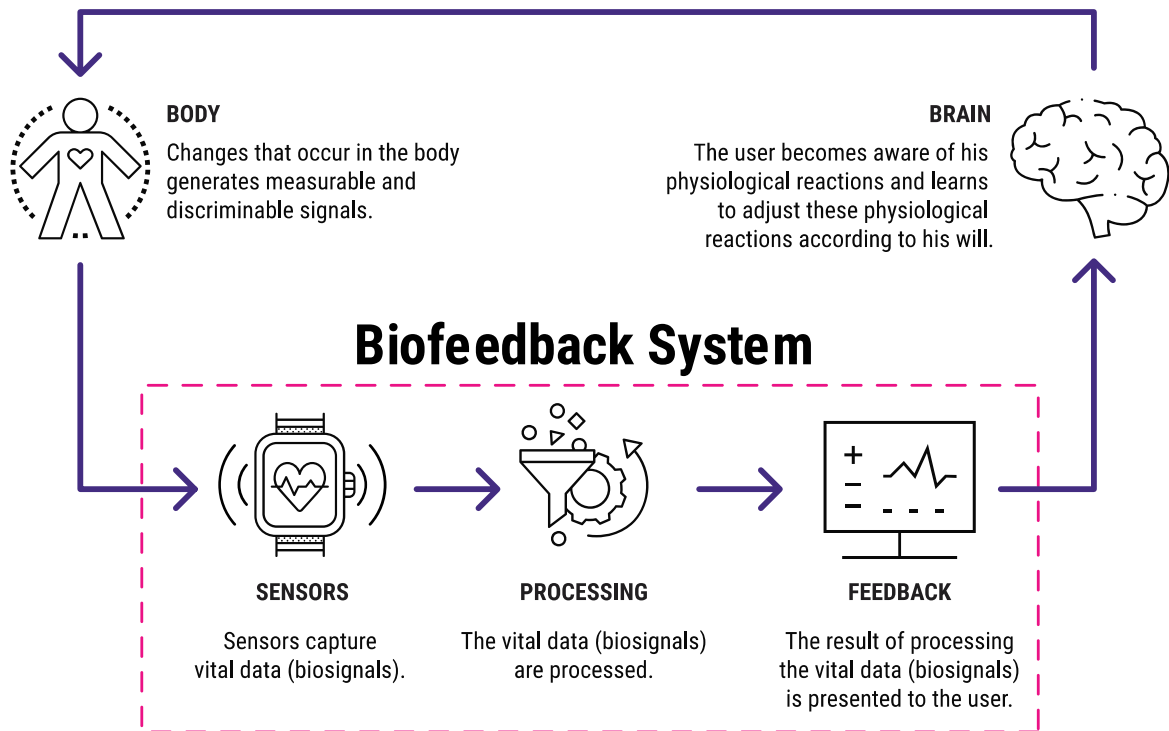 BODY
Changes that occur in the body
generates measurable and
discriminable signals.
BRAIN
The user becomes aware of his
physiological reactions and learns
to adjust these physiological
reactions according to his will.
Biofeedback System
SENSORS
Sensors capture
vital data (biosignals).
PROCESSING
The vital data (biosignals)
are processed.
FEEDBACK
The result of processing
the vital data (biosignals)
is presented to the user.